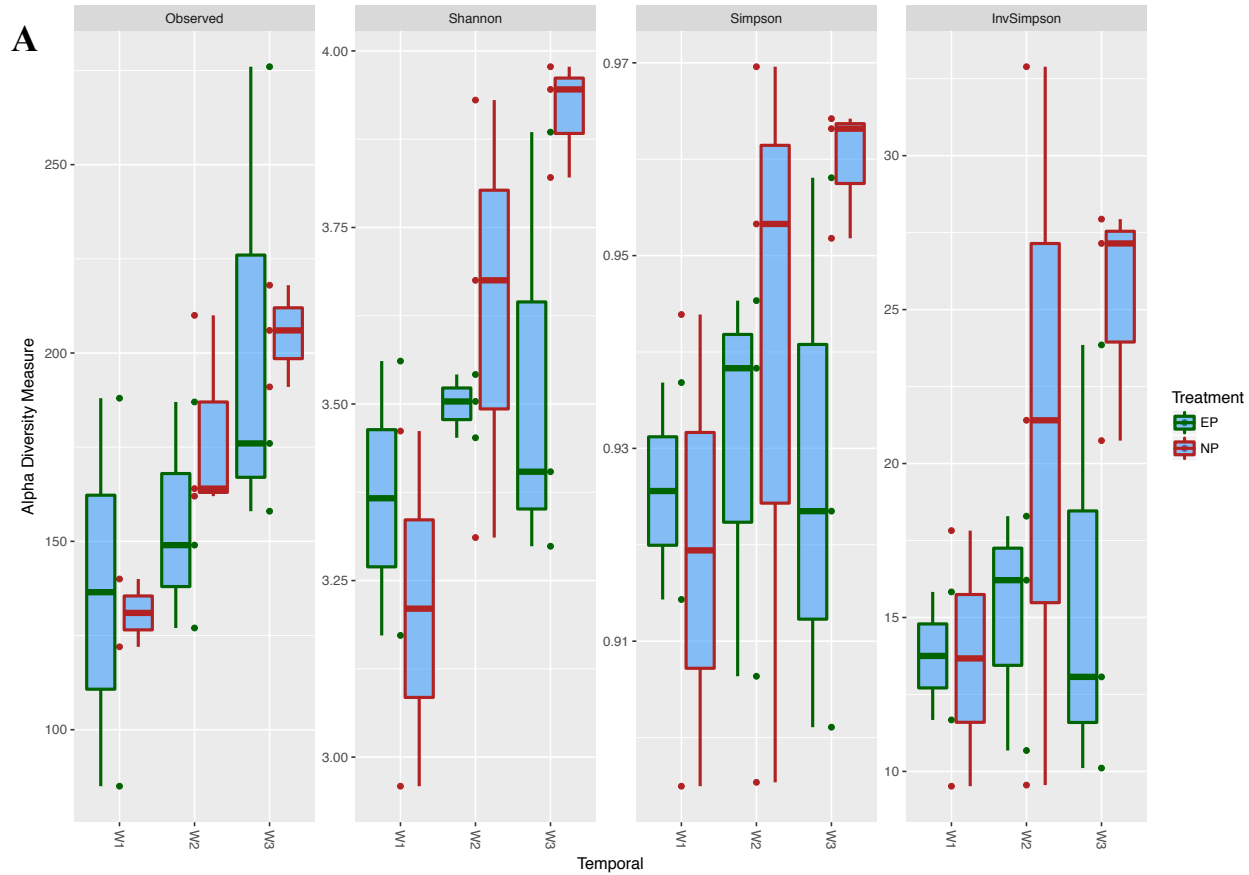 A
Observed
Shannon
Simpson
InvSimpson
Alpha Diversity Measure
250
200
150
100
4.00
3.75
3.50
3.25
3.00
0.97
0.95
0.93
0.91
30
25
20
15
10
W1
W2
W3
W1
W2
W3
W1
W2
W3
W1
W2
W3
Temporal
Treatment
EP
NP